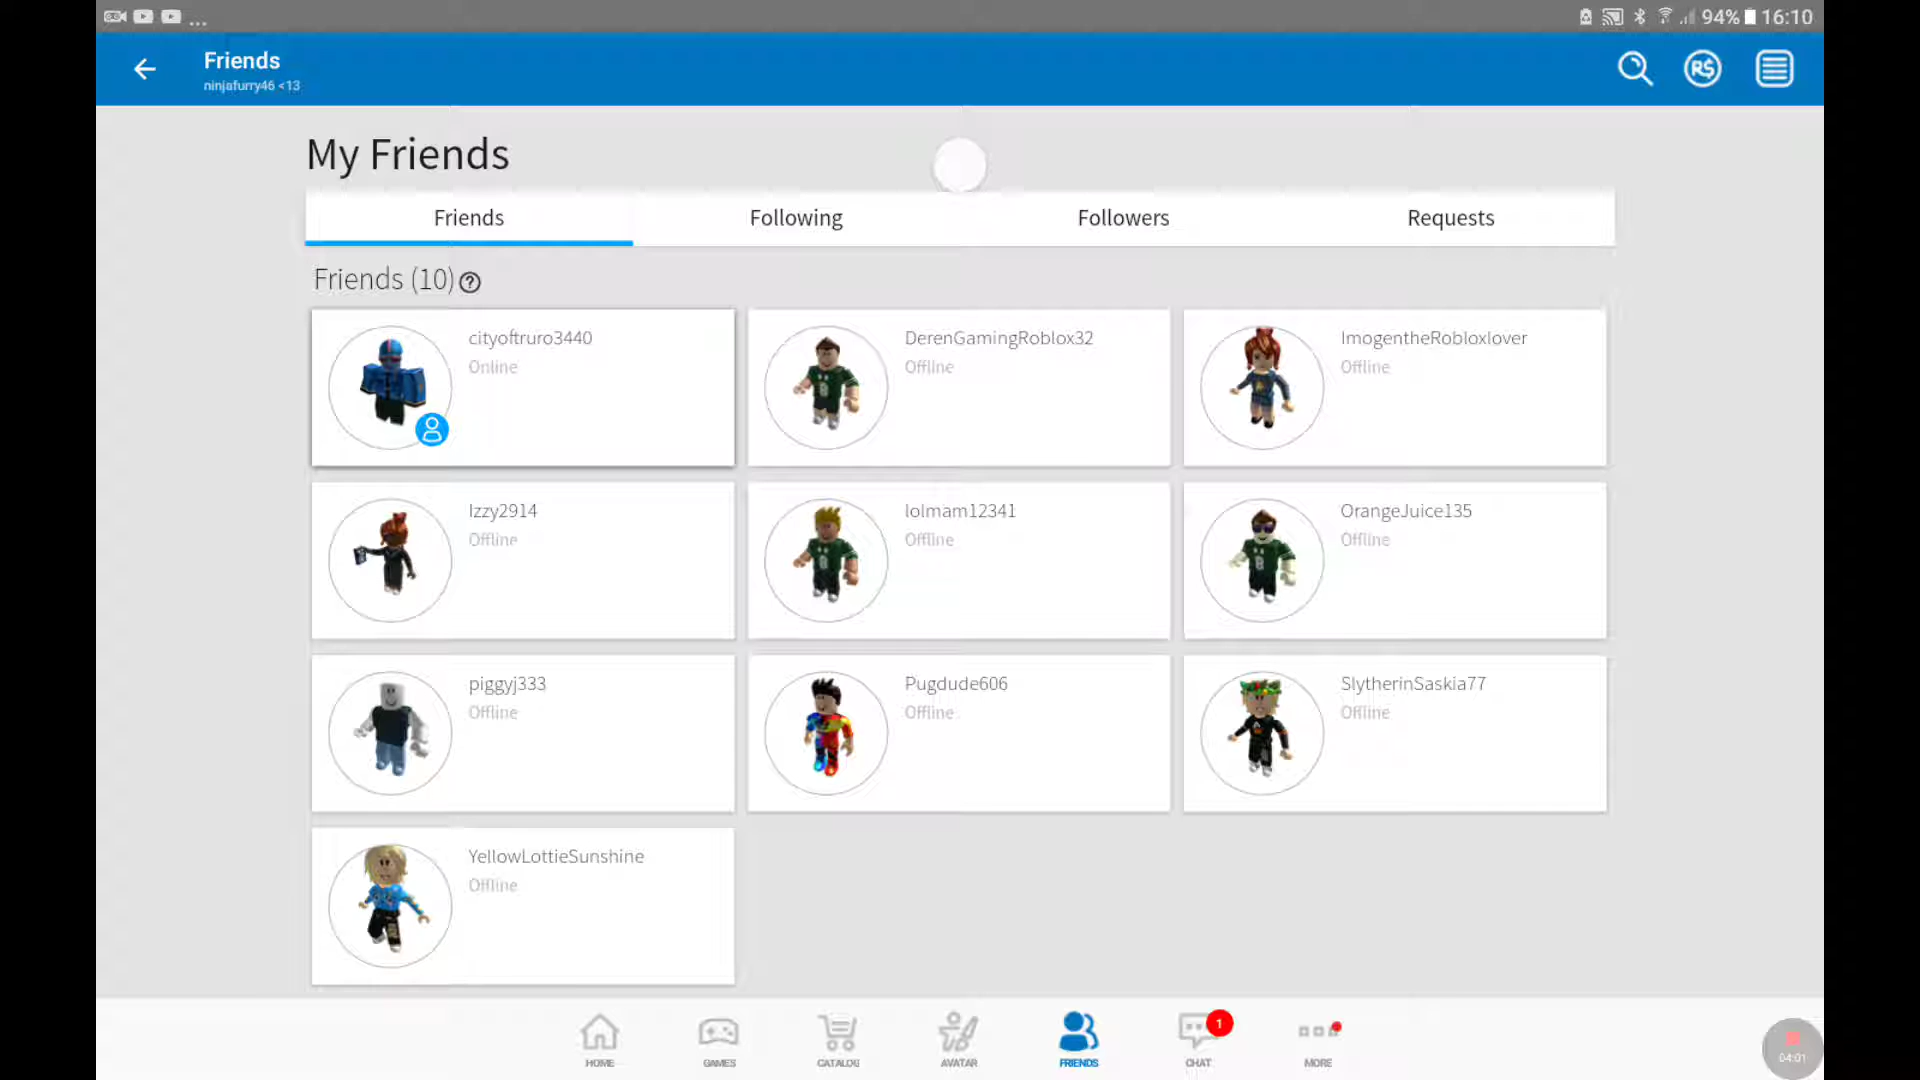 ... 94% 16:10
Friends
ninjafurry46 <13
My Friends
Friends Following Followers Requests
Friends (10) ?
cityoftruro3440 DerenGamingRoblox32 ImogentheRobloxlover
Online Offline Offline
Izzy2914 lolmam12341 OrangeJuice135
Offline Offline Offline
piggyj333 Pugdude606 SlytherinSaskia77
Offline Offline Offline
YellowLottieSunshine
Offline
1
HOME GAMES CATALOG AVATAR FRIENDS CHAT MORE
04:01